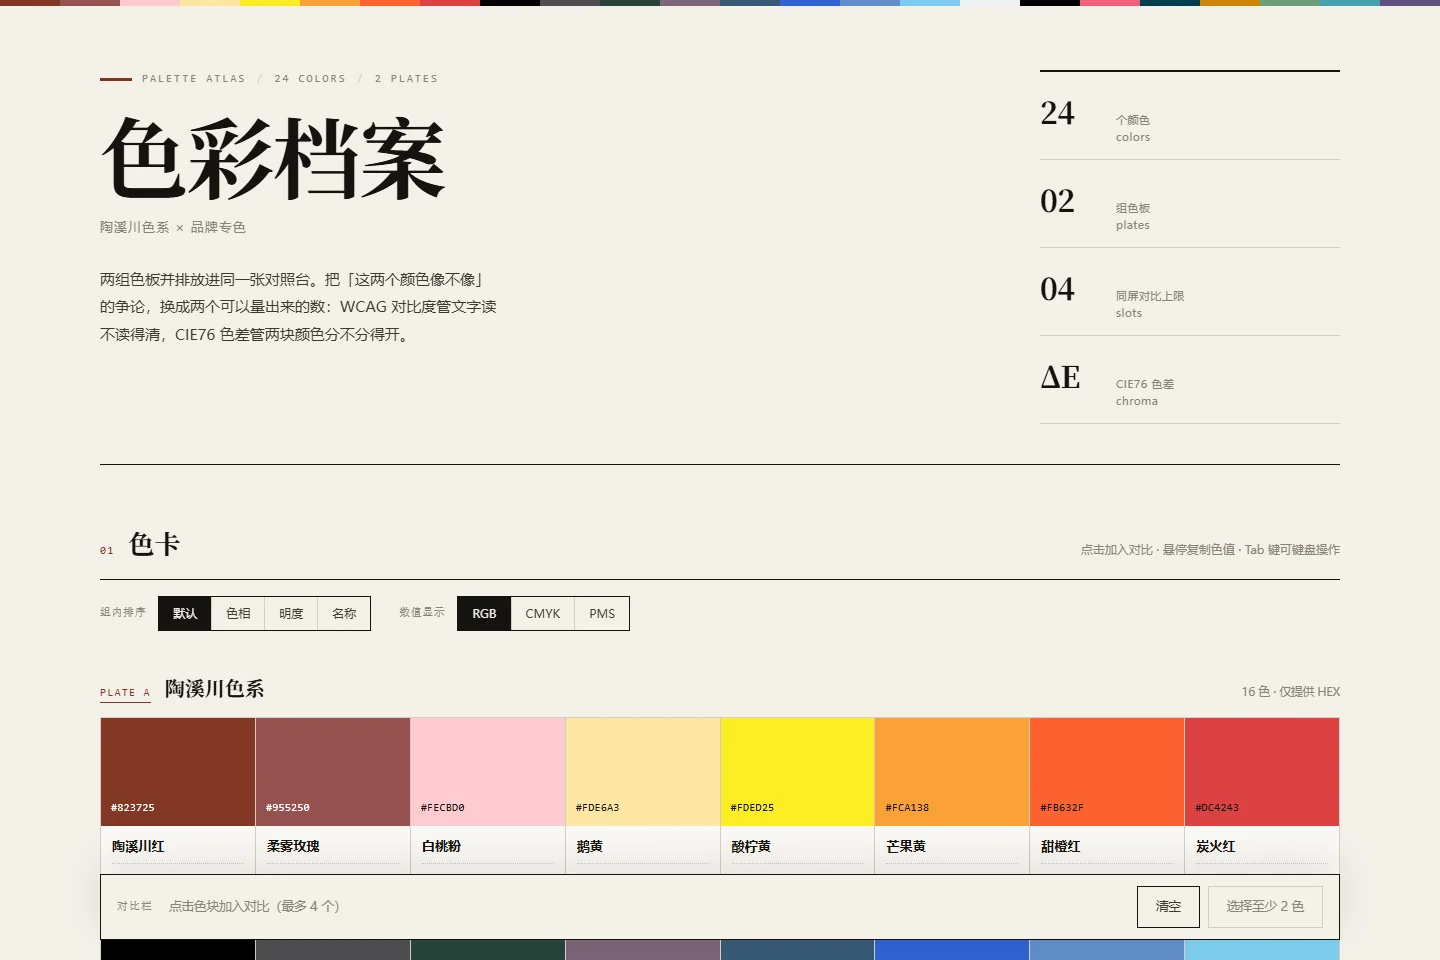 PALETTE ATLAS / 24 COLORS / 2 PLATES
色彩档案
陶溪川色系 × 品牌专色
两组色板并排放进同一张对照台。把「这两个颜色像不像」
的争论，换成两个可以量出来的数：WCAG 对比度管文字读
不读得清，CIE76 色差管两块颜色分不分得开。
24
个颜色
colors
02
组色板
plates
04
同屏对比上限
slots
ΔE
CIE76 色差
chroma
01 色卡
点击加入对比 · 悬停复制色值 · Tab 键可键盘操作
组内排序 默认 色相 明度 名称 数值显示 RGB CMYK PMS
PLATE A 陶溪川色系
16 色 · 仅提供 HEX
#823725 #955250 #FECBD0 #FDE6A3 #FDED25 #FCA138 #FB632F #DC4243
陶溪川红 柔雾玫瑰 白桃粉 鹅黄 酸柠黄 芒果黄 甜橙红 炭火红
对比栏 点击色块加入对比（最多 4 个） 清空 选择至少 2 色